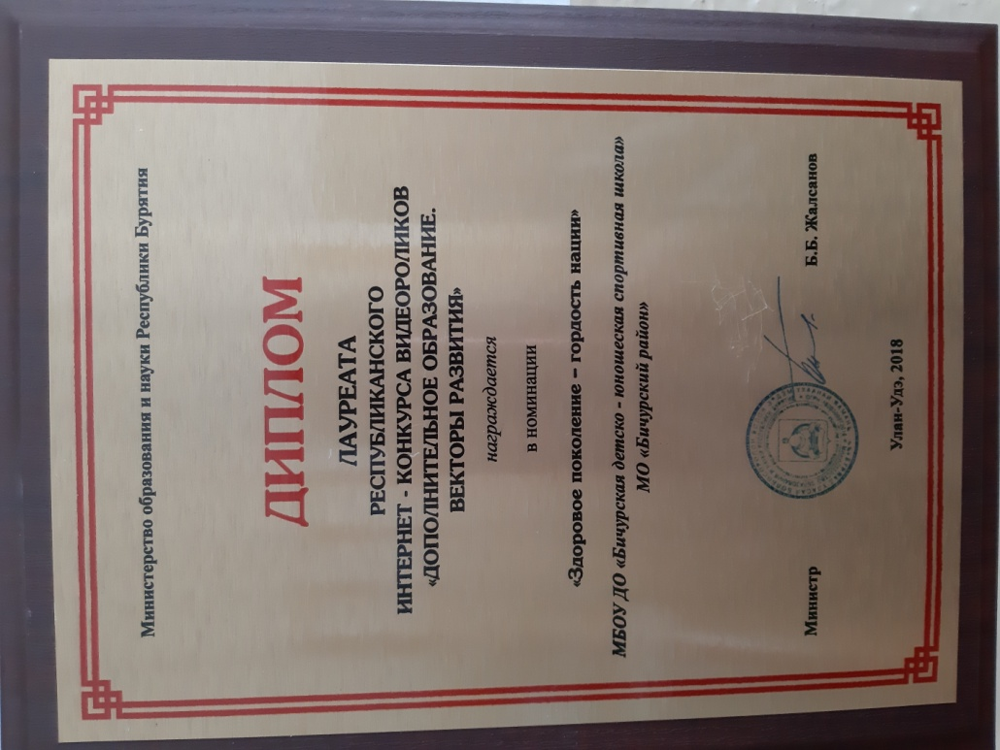 Министерство образования и науки Республики Бурятия
ДИПЛОМ
ЛАУРЕАТА
РЕСПУБЛИКАНСКОГО
ИНТЕРНЕТ - КОНКУРСА ВИДЕОРОЛИКОВ
«ДОПОЛНИТЕЛЬНОЕ ОБРАЗОВАНИЕ.
ВЕКТОРЫ РАЗВИТИЯ»
награждается
в номинации
«Здоровое поколение – гордость нации»
МБОУ ДО «Бичурская детско - юношеская спортивная школа»
МО «Бичурский район»
Министр Б.Б. Жалсанов
Улан-Удэ, 2018